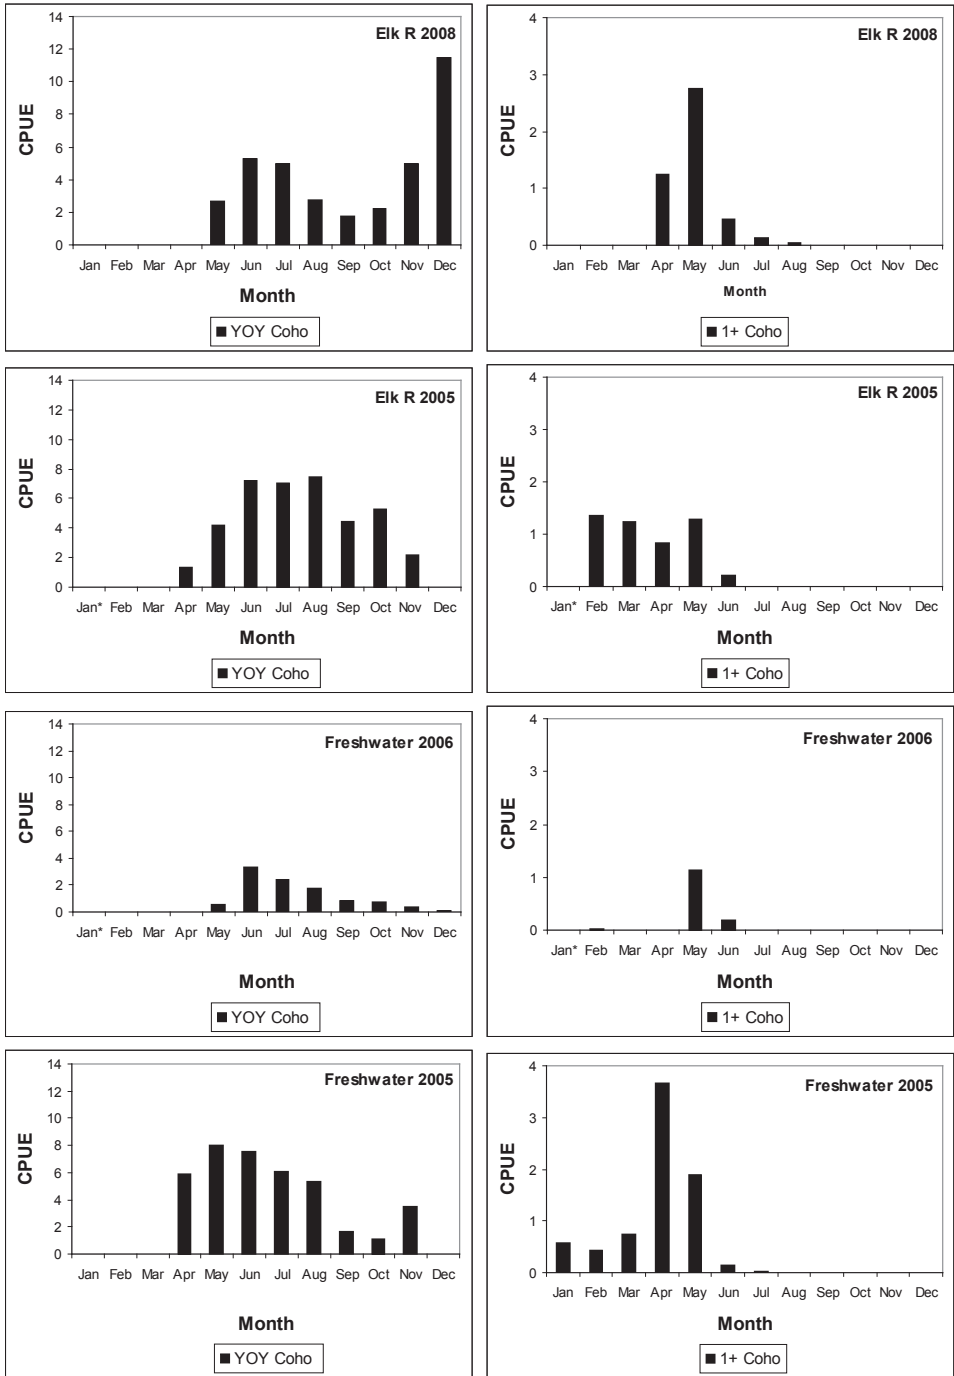 Elk R 2008
14
12
10
8
6
4
2
0
CPUE
Jan Feb Mar Apr May Jun Jul Aug Sep Oct Nov Dec
Month
YOY Coho
Elk R 2008
4
3
2
1
0
CPUE
Jan Feb Mar Apr May Jun Jul Aug Sep Oct Nov Dec
Month
1+ Coho
Elk R 2005
14
12
10
8
6
4
2
0
CPUE
Jan* Feb Mar Apr May Jun Jul Aug Sep Oct Nov Dec
Month
YOY Coho
Elk R 2005
4
3
2
1
0
CPUE
Jan* Feb Mar Apr May Jun Jul Aug Sep Oct Nov Dec
Month
1+ Coho
Freshwater 2006
14
12
10
8
6
4
2
0
CPUE
Jan* Feb Mar Apr May Jun Jul Aug Sep Oct Nov Dec
Month
YOY Coho
Freshwater 2006
4
3
2
1
0
CPUE
Jan* Feb Mar Apr May Jun Jul Aug Sep Oct Nov Dec
Month
1+ Coho
Freshwater 2005
14
12
10
8
6
4
2
0
CPUE
Jan Feb Mar Apr May Jun Jul Aug Sep Oct Nov Dec
Month
YOY Coho
Freshwater 2005
4
3
2
1
0
CPUE
Jan Feb Mar Apr May Jun Jul Aug Sep Oct Nov Dec
Month
1+ Coho